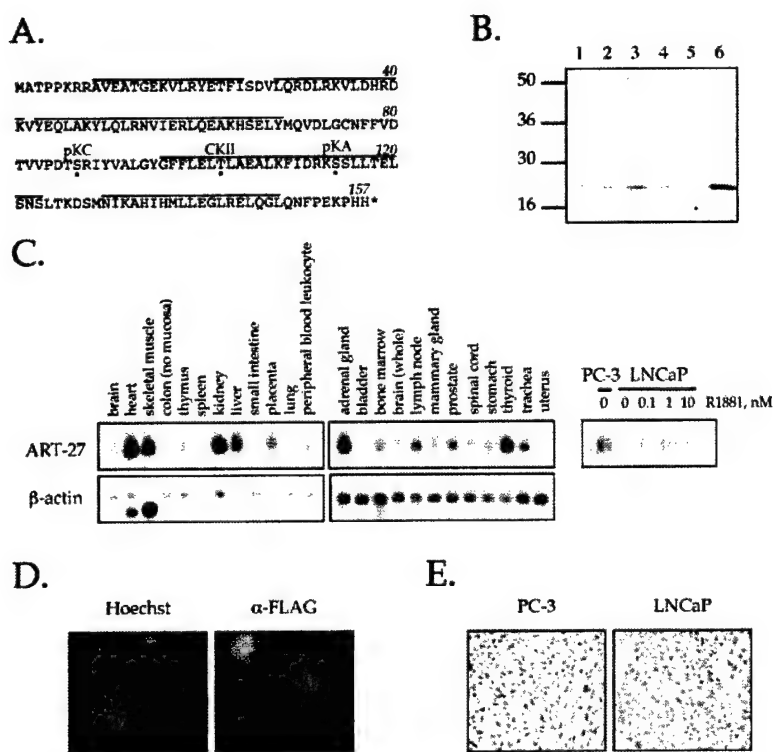 A.
40
MATPPKRRAVEATGEKVLRYETFISDVLQRDLRKVLDHRD
80
KVYEQLAKYLQLRNVIERLQEAKHSELYMQVDLGCNFFVD
pKC CKII pKA 120
TVVPDTSRIYVALGYGFFLELTLAEALKFIDRKSSLLTEL
157
SNSLTKDSMNIKAHIHMLLEGLRELQGLQNFPEKPHH*
B.
1 2 3 4 5 6
50
36
30
16
C.
brain
heart
skeletal muscle
colon (no mucosa)
thymus
spleen
kidney
liver
small intestine
placenta
lung
peripheral blood leukocyte
adrenal gland
bladder
bone marrow
brain (whole)
lymph node
mammary gland
prostate
spinal cord
stomach
thyroid
trachea
uterus
PC-3 LNCaP
0 0 0.1 1 10 R1881, nM
ART-27
β-actin
D.
Hoechst α-FLAG
E.
PC-3 LNCaP